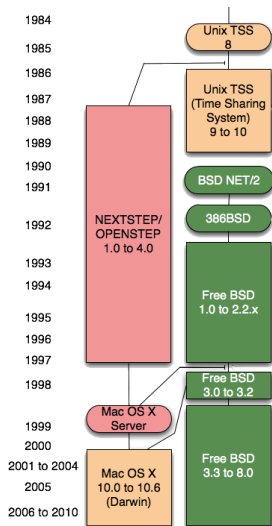 1984
1985
1986
1987
1988
1989
1990
1991
1992
1993
1994
1995
1996
1997
1998
1999
2000
2001 to 2004
2005
2006 to 2010
NEXTSTEP/
OPENSTEP
1.0 to 4.0
Mac OS X
Server
Mac OS X
10.0 to 10.6
(Darwin)
Unix TSS
8
Unix TSS
(Time Sharing
System)
9 to 10
BSD NET/2
386BSD
Free BSD
1.0 to 2.2.x
Free BSD
3.0 to 3.2
Free BSD
3.3 to 8.0